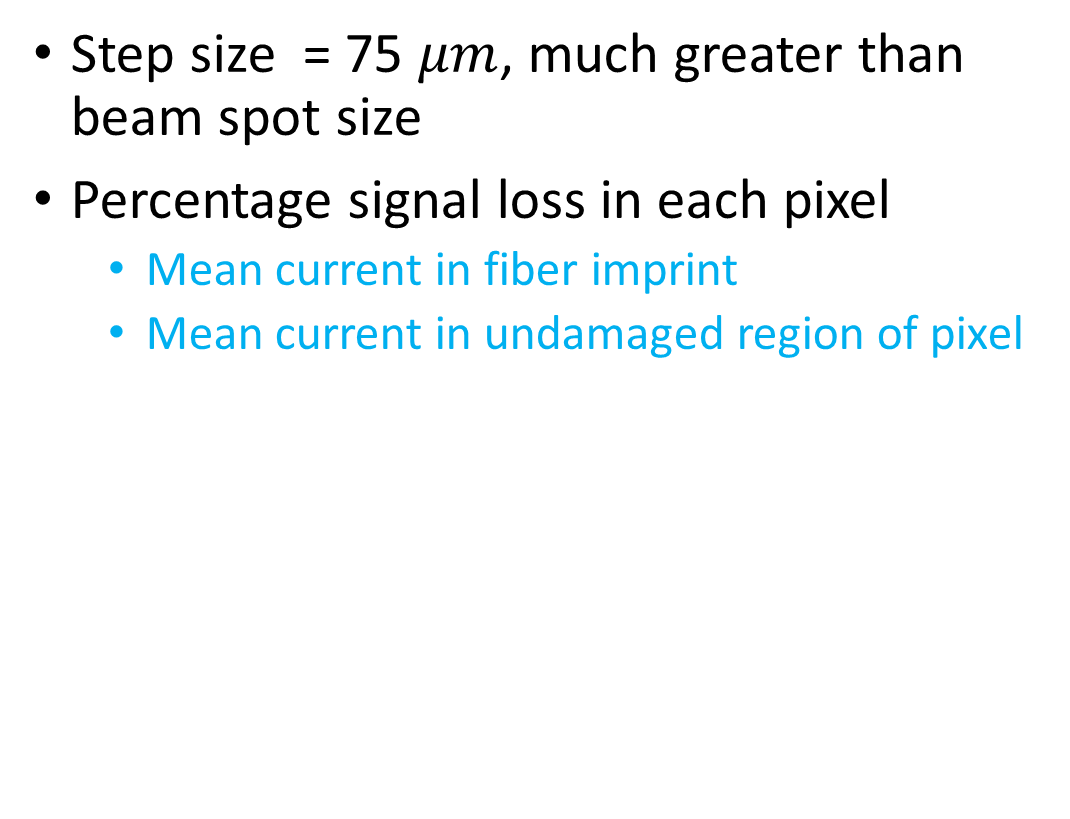 • Step size  = 75 𝜇𝑚, much greater than
beam spot size
• Percentage signal loss in each pixel
• Mean current in fiber imprint
• Mean current in undamaged region of pixel